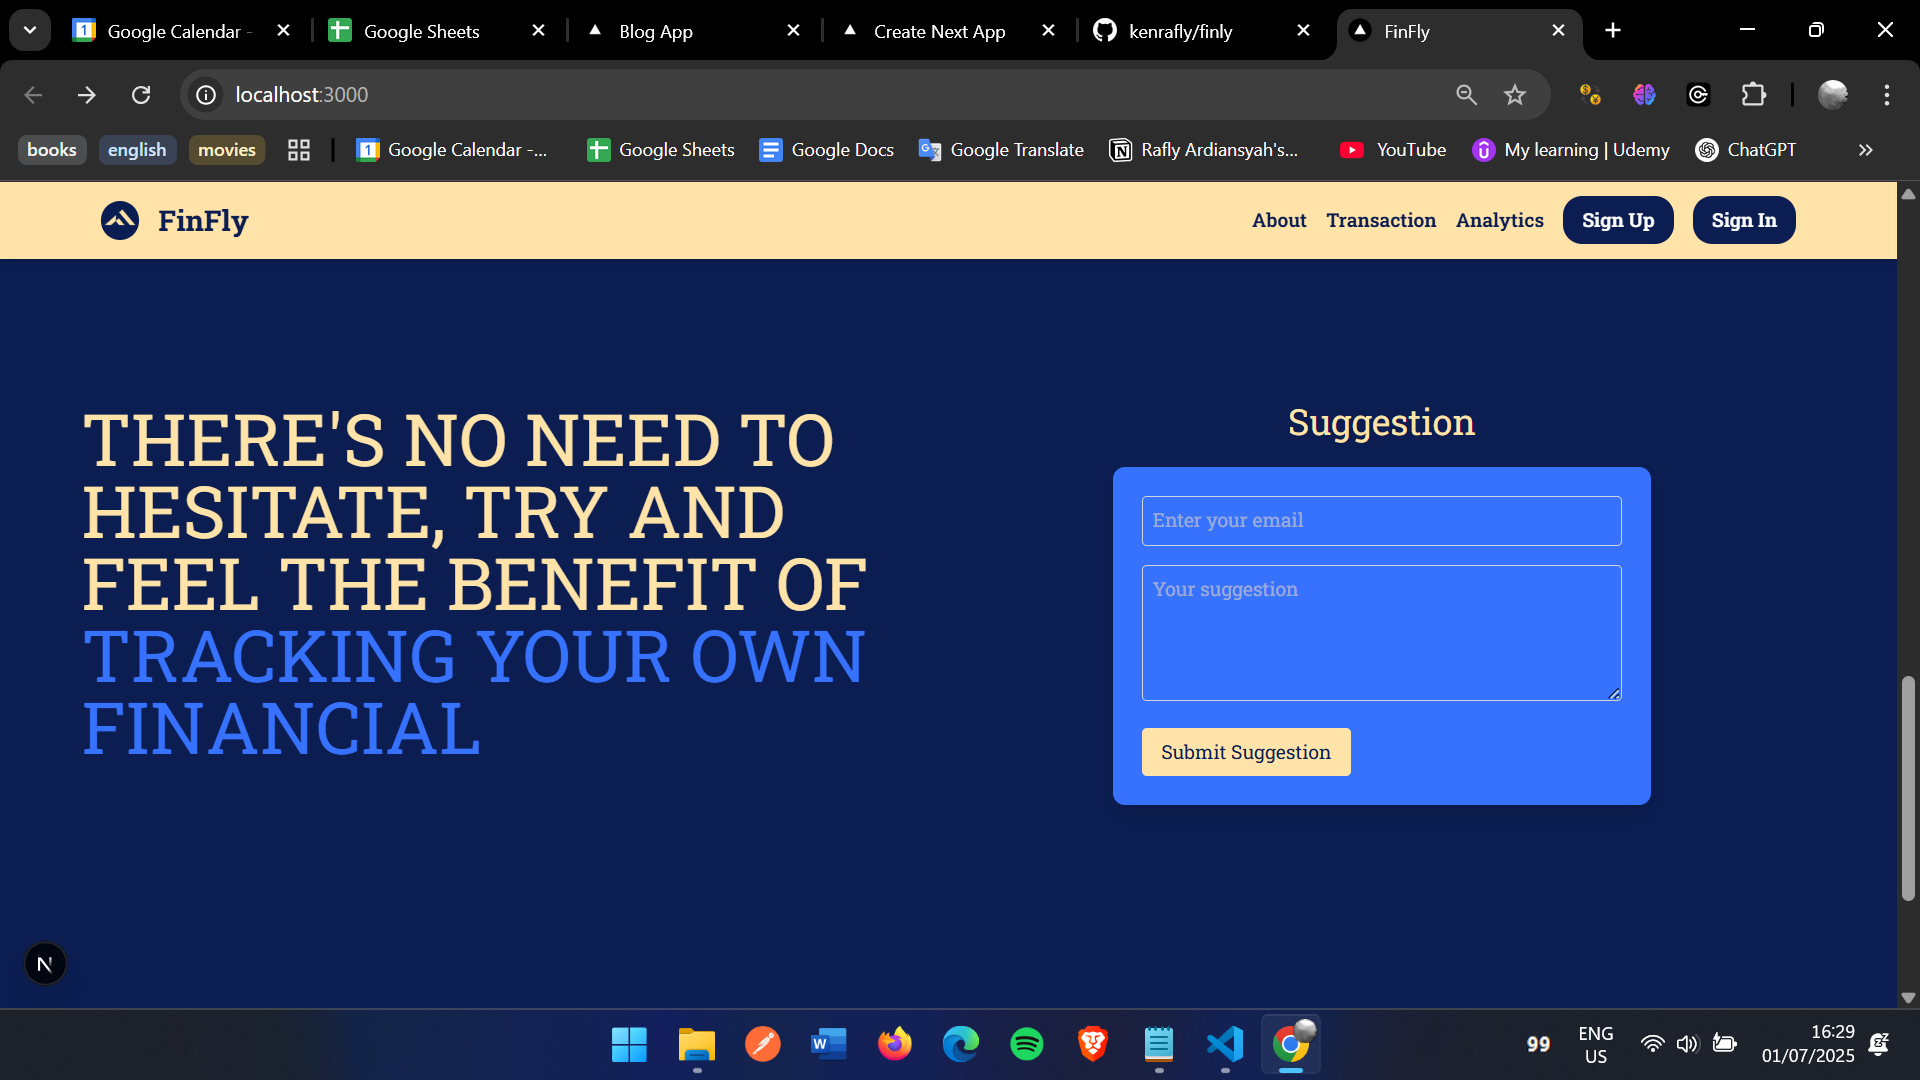 Google Calendar -
Google Sheets
Blog App
Create Next App
kenrafly/finly
FinFly
localhost:3000
books
english
movies
Google Calendar -...
Google Sheets
Google Docs
Google Translate
Rafly Ardiansyah's...
YouTube
My learning | Udemy
ChatGPT
FinFly
About
Transaction
Analytics
Sign Up
Sign In
THERE'S NO NEED TO
HESITATE, TRY AND
FEEL THE BENEFIT OF
TRACKING YOUR OWN
FINANCIAL
Suggestion
Enter your email
Your suggestion
Submit Suggestion
99
ENG
US
16:29
01/07/2025